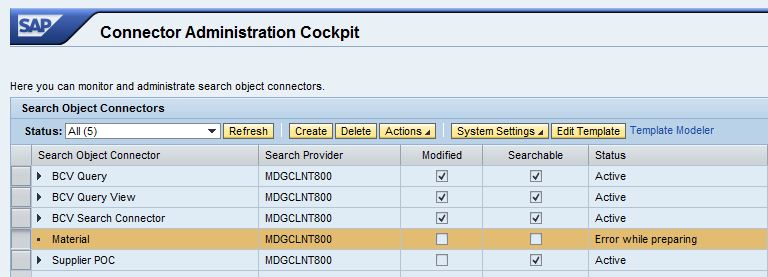 SAP
Connector Administration Cockpit
Here you can monitor and administrate search object connectors.
Search Object Connectors
Status: All (5) Refresh Create Delete Actions System Settings Edit Template Template Modeler
Search Object Connector Search Provider Modified Searchable Status
BCV Query MDGCLNT800 Active
BCV Query View MDGCLNT800 Active
BCV Search Connector MDGCLNT800 Active
Material MDGCLNT800 Error while preparing
Supplier POC MDGCLNT800 Active